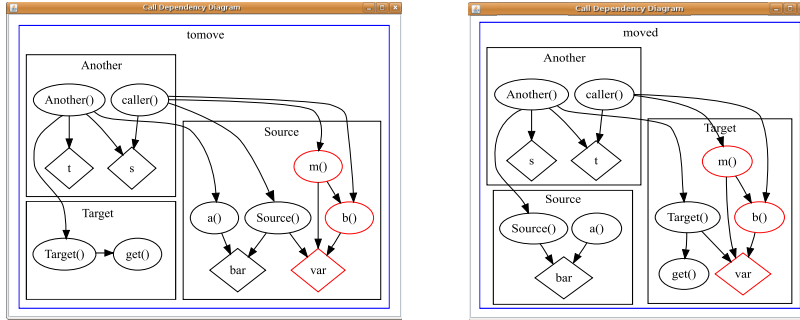 Call Dependency Diagram
tomove
Another
Another()
caller()
t
s
Source
m()
a()
Source()
b()
bar
var
Target
Target()
get()
Call Dependency Diagram
moved
Another
Another()
caller()
s
t
Target
m()
Target()
b()
get()
var
Source
Source()
a()
bar